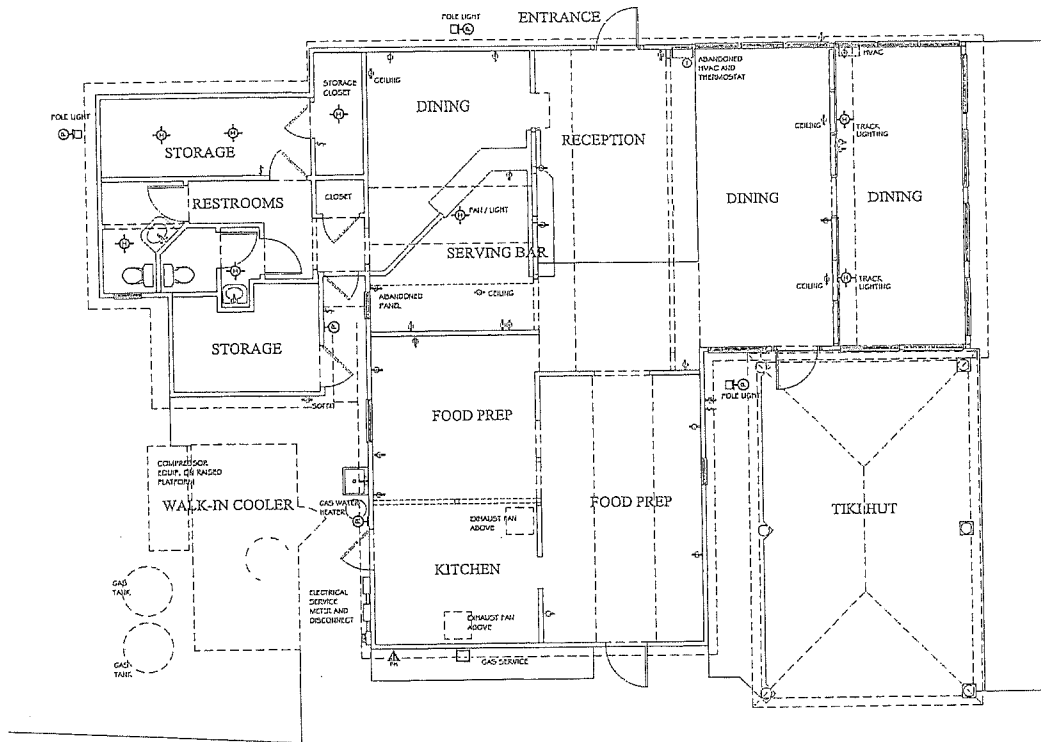 POLE LIGHT
ENTRANCE
ABANDONED
HVAC AND
THERMOSTAT
HVAC
STORAGE
CLOSET
CEILING
DINING
POLE LIGHT
STORAGE
RECEPTION
CEILING
TRACK
LIGHTING
RESTROOMS
CLOSET
FAN / LIGHT
DINING
DINING
SERVING BAR
CEILING
CEILING
TRACK
LIGHTING
ABANDONED
PANEL
STORAGE
SOFFIT
POLE LIGHT
FOOD PREP
COMPRESSOR
EQUIP. ON RAISED
PLATFORM
WALK-IN COOLER
GAS WATER
HEATER
FOOD PREP
TIKI HUT
EXHAUST FAN
ABOVE
KITCHEN
GAS
TANK
ELECTRICAL
SERVICE
METER AND
DISCONNECT
EXHAUST FAN
ABOVE
GAS
TANK
GAS SERVICE